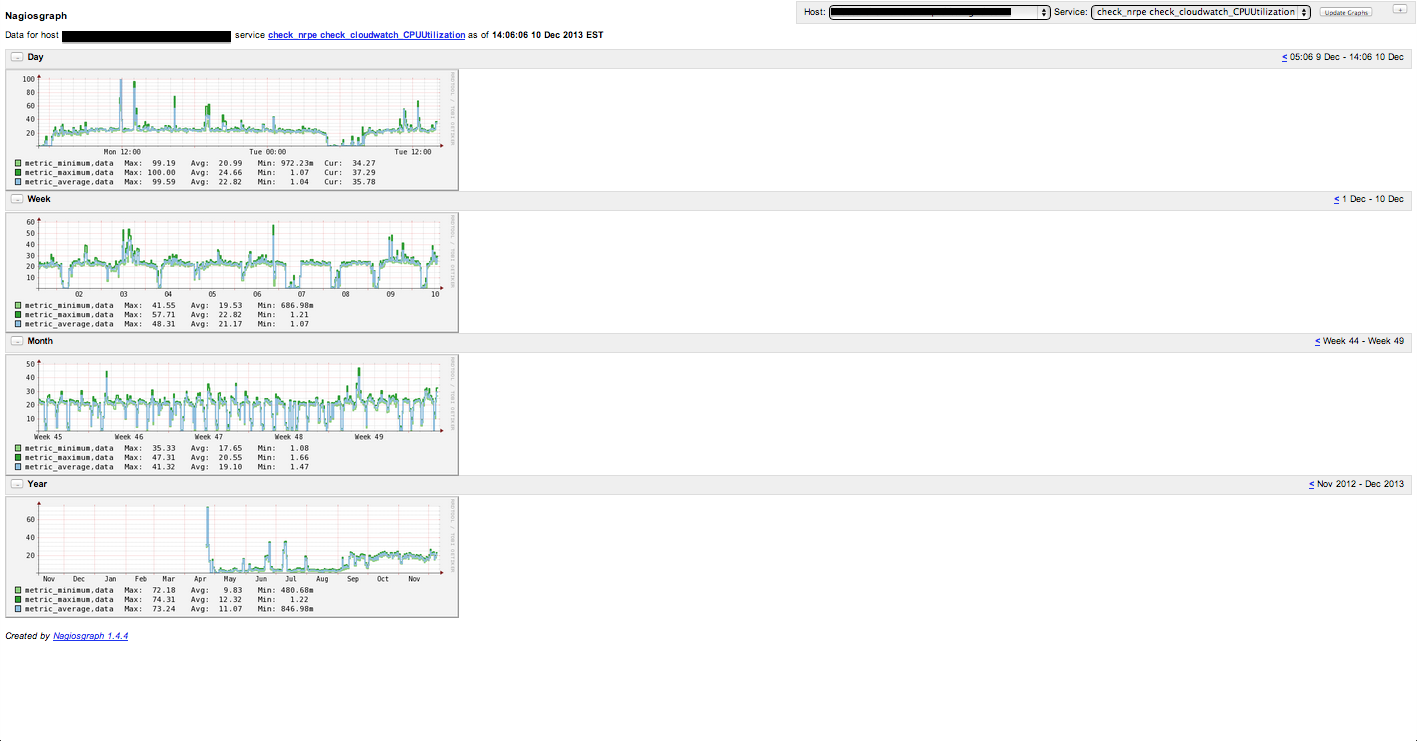 Nagiosgraph
Host: Service: check_nrpe check_cloudwatch_CPUUtilization Update Graphs +
Data for host service check_nrpe check_cloudwatch_CPUUtilization as of 14:06:06 10 Dec 2013 EST
Day < 05:06 9 Dec - 14:06 10 Dec
100
80
60
40
20
Mon 12:00 Tue 00:00 Tue 12:00
RRDTOOL / TOBI OETIKER
metric_minimum,data Max: 99.19 Avg: 20.99 Min: 972.23m Cur: 34.27
metric_maximum,data Max: 100.00 Avg: 24.66 Min: 1.07 Cur: 37.29
metric_average,data Max: 99.59 Avg: 22.82 Min: 1.04 Cur: 35.78
Week < 1 Dec - 10 Dec
60
50
40
30
20
10
02 03 04 05 06 07 08 09 10
RRDTOOL / TOBI OETIKER
metric_minimum,data Max: 41.55 Avg: 19.53 Min: 686.98m
metric_maximum,data Max: 57.71 Avg: 22.82 Min: 1.21
metric_average,data Max: 48.31 Avg: 21.17 Min: 1.07
Month < Week 44 - Week 49
50
40
30
20
10
Week 45 Week 46 Week 47 Week 48 Week 49
RRDTOOL / TOBI OETIKER
metric_minimum,data Max: 35.33 Avg: 17.65 Min: 1.08
metric_maximum,data Max: 47.31 Avg: 20.55 Min: 1.66
metric_average,data Max: 41.32 Avg: 19.10 Min: 1.47
Year < Nov 2012 - Dec 2013
60
40
20
Nov Dec Jan Feb Mar Apr May Jun Jul Aug Sep Oct Nov
RRDTOOL / TOBI OETIKER
metric_minimum,data Max: 72.18 Avg: 9.83 Min: 480.68m
metric_maximum,data Max: 74.31 Avg: 12.32 Min: 1.22
metric_average,data Max: 73.24 Avg: 11.07 Min: 846.98m
Created by Nagiosgraph 1.4.4